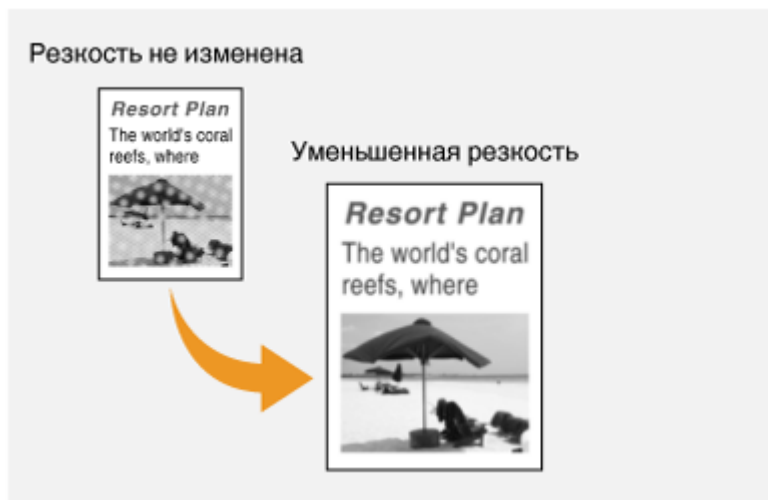 Резкость не изменена
Resort Plan
The world's coral
reefs, where
Уменьшенная резкость
Resort Plan
The world's coral
reefs, where